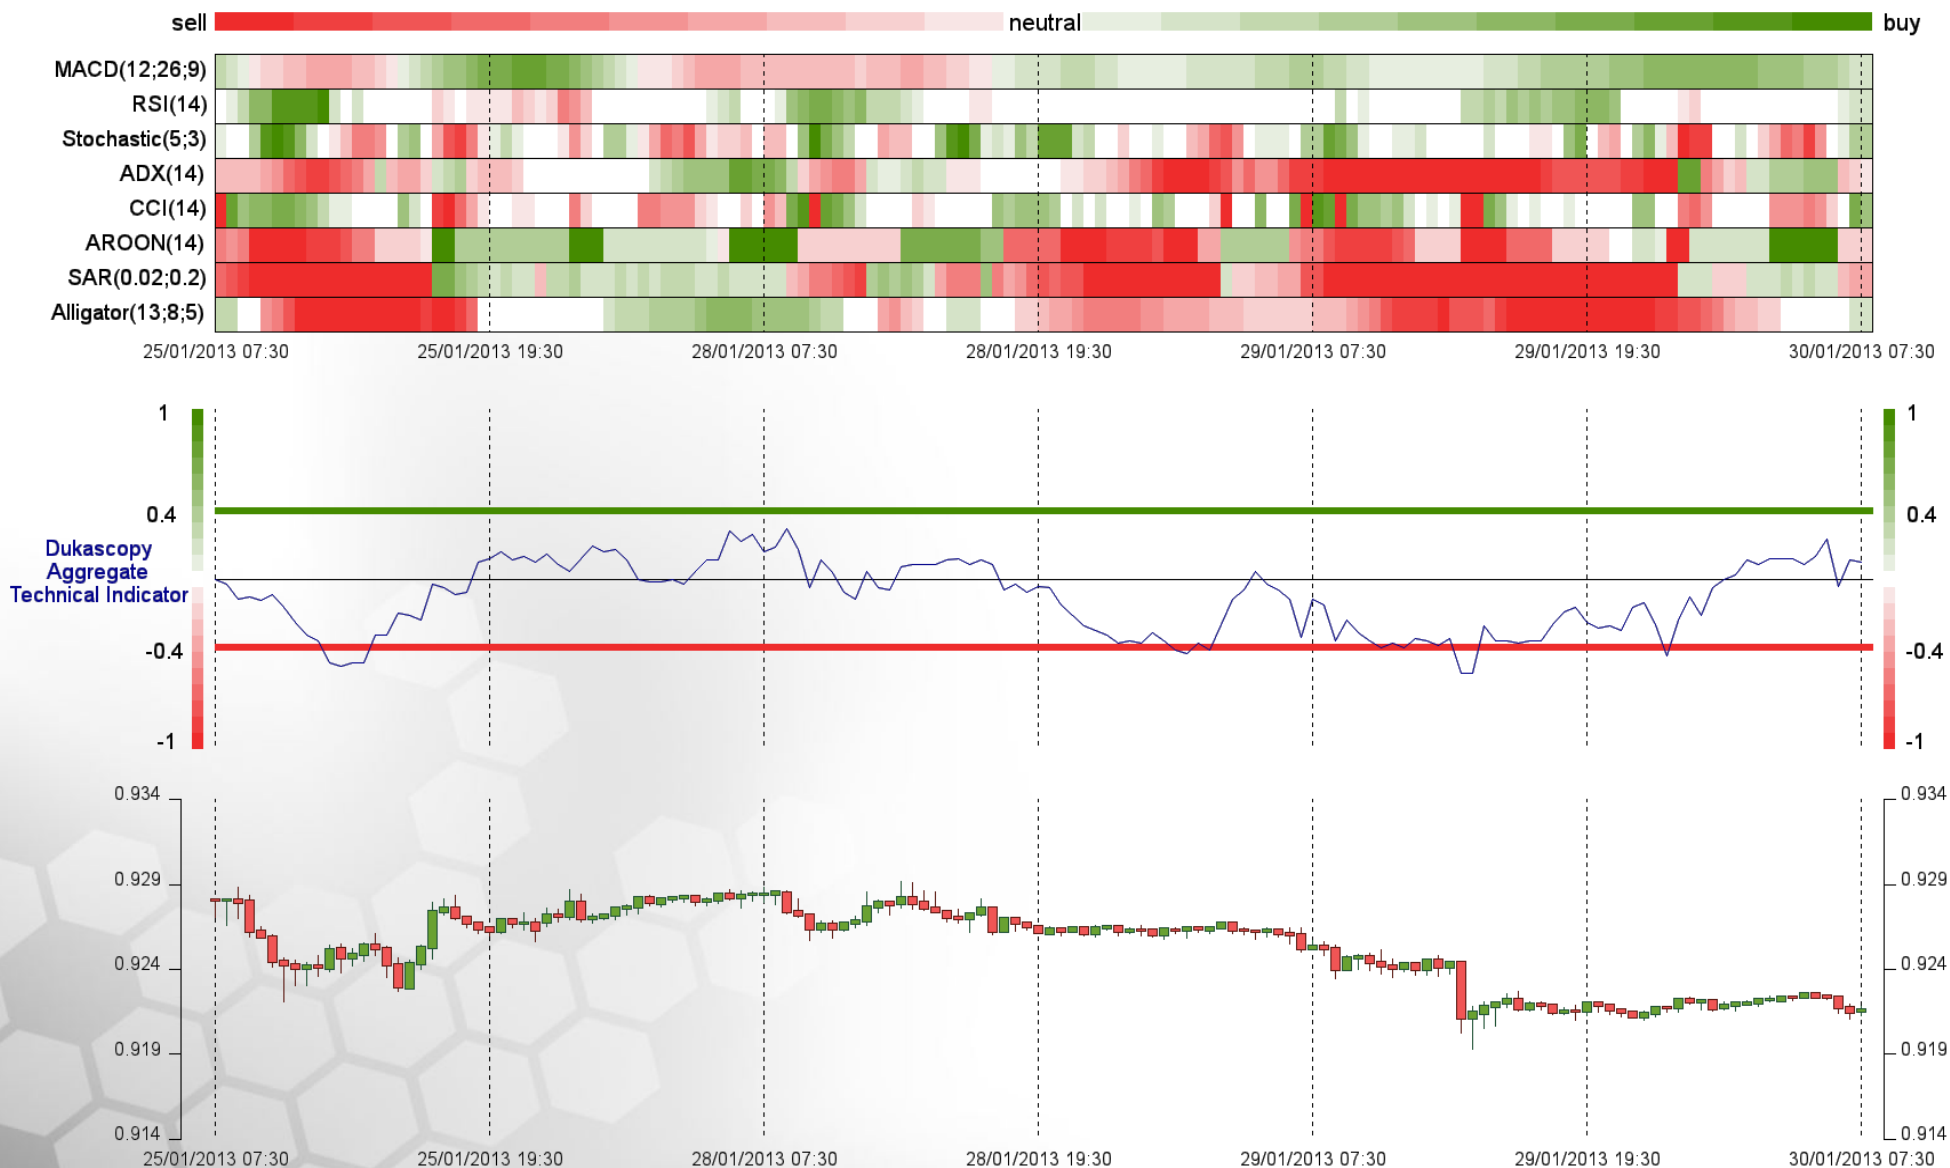 sell neutral buy
MACD(12;26;9)
RSI(14)
Stochastic(5;3)
ADX(14)
CCI(14)
AROON(14)
SAR(0.02;0.2)
Alligator(13;8;5)
25/01/2013 07:30 25/01/2013 19:30 28/01/2013 07:30 28/01/2013 19:30 29/01/2013 07:30 29/01/2013 19:30 30/01/2013 07:30
1 1
0.4 0.4
Dukascopy
Aggregate
Technical Indicator
-0.4 -0.4
-1 -1
0.934 0.934
0.929 0.929
0.924 0.924
0.919 0.919
0.914 0.914
25/01/2013 07:30 25/01/2013 19:30 28/01/2013 07:30 28/01/2013 19:30 29/01/2013 07:30 29/01/2013 19:30 30/01/2013 07:30